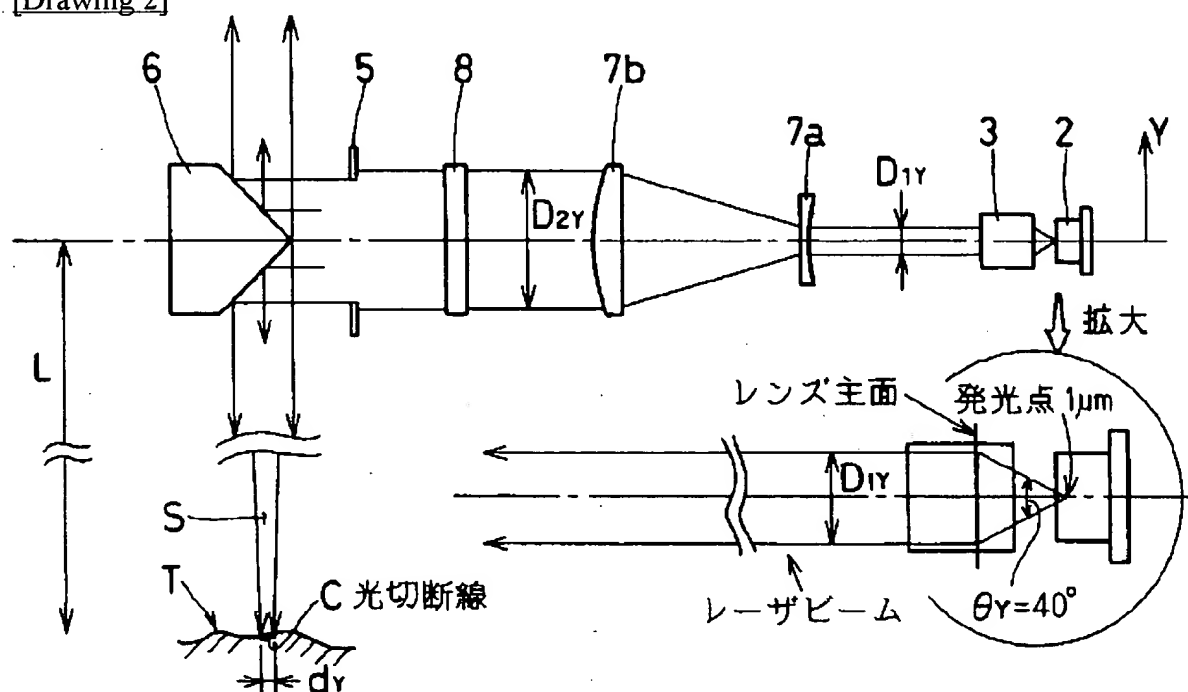 [Drawing 2]
6
5
8
7b
7a
3
2
Y
D1Y
D2Y
拡大
L
レンズ主面
発光点 1μm
D1Y
S
T
C 光切断線
レーザビーム
θY=40°
dY